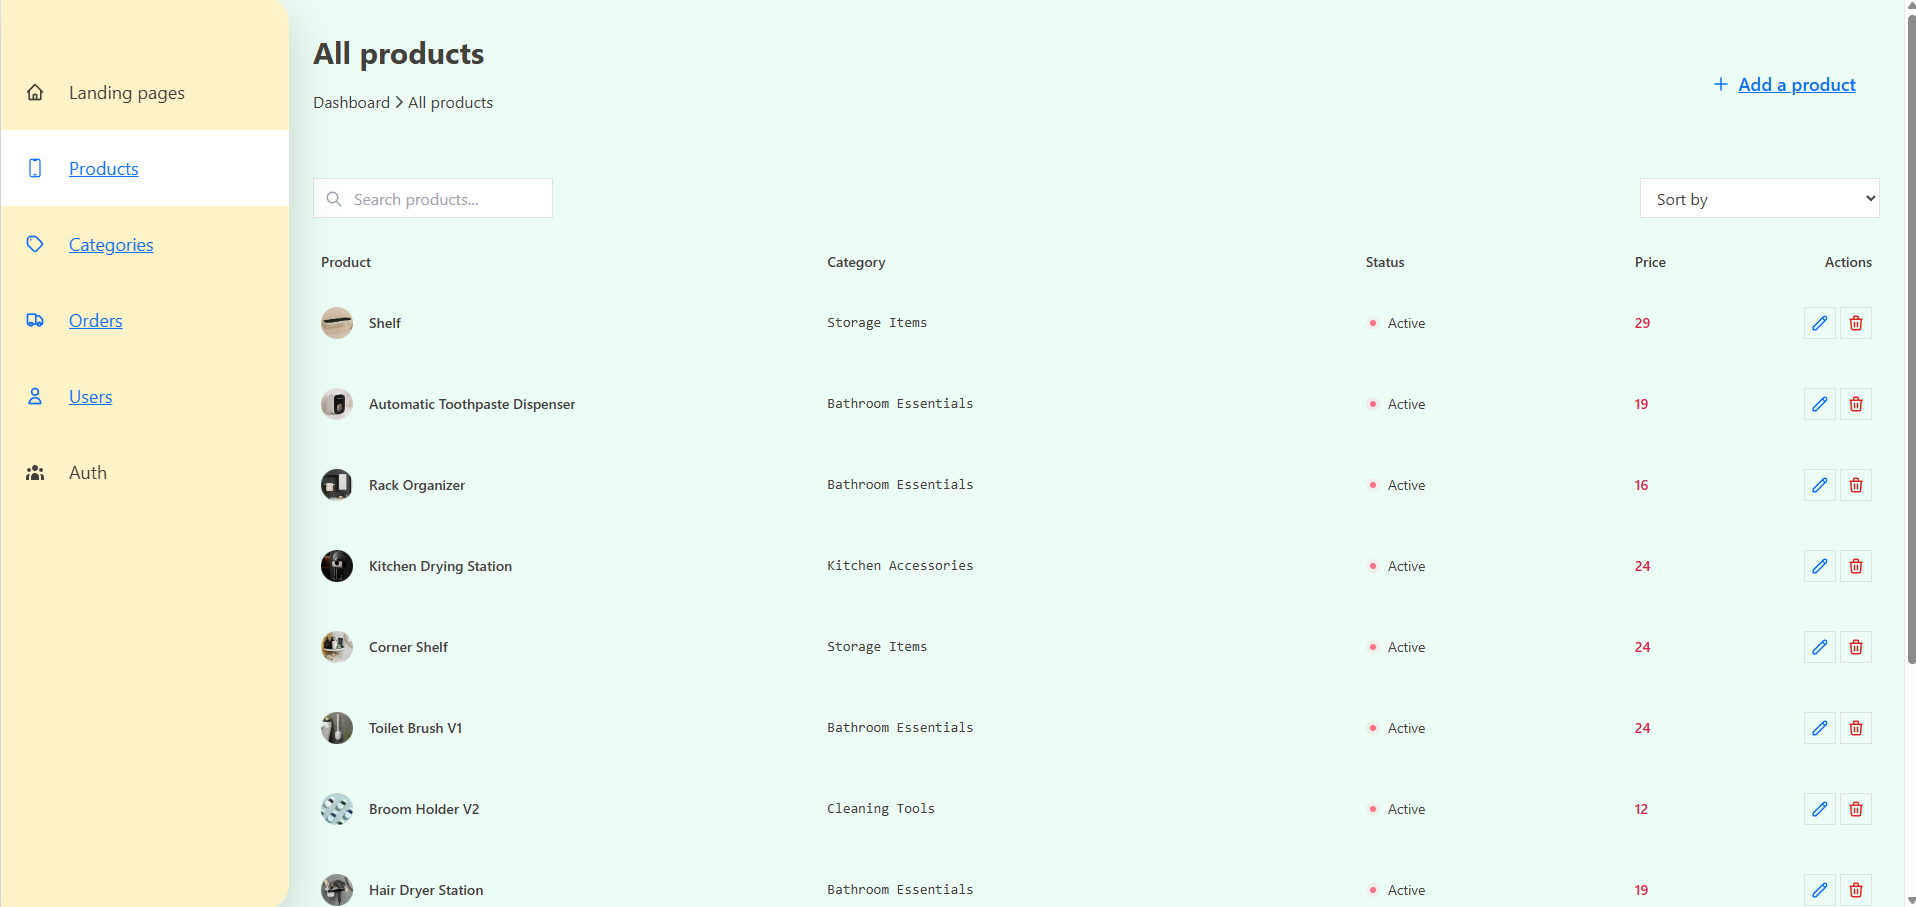 Landing pages
Products
Categories
Orders
Users
Auth
All products
Dashboard > All products
+ Add a product
Search products...
Sort by
Product Category Status Price Actions
Shelf Storage Items Active 29
Automatic Toothpaste Dispenser Bathroom Essentials Active 19
Rack Organizer Bathroom Essentials Active 16
Kitchen Drying Station Kitchen Accessories Active 24
Corner Shelf Storage Items Active 24
Toilet Brush V1 Bathroom Essentials Active 24
Broom Holder V2 Cleaning Tools Active 12
Hair Dryer Station Bathroom Essentials Active 19